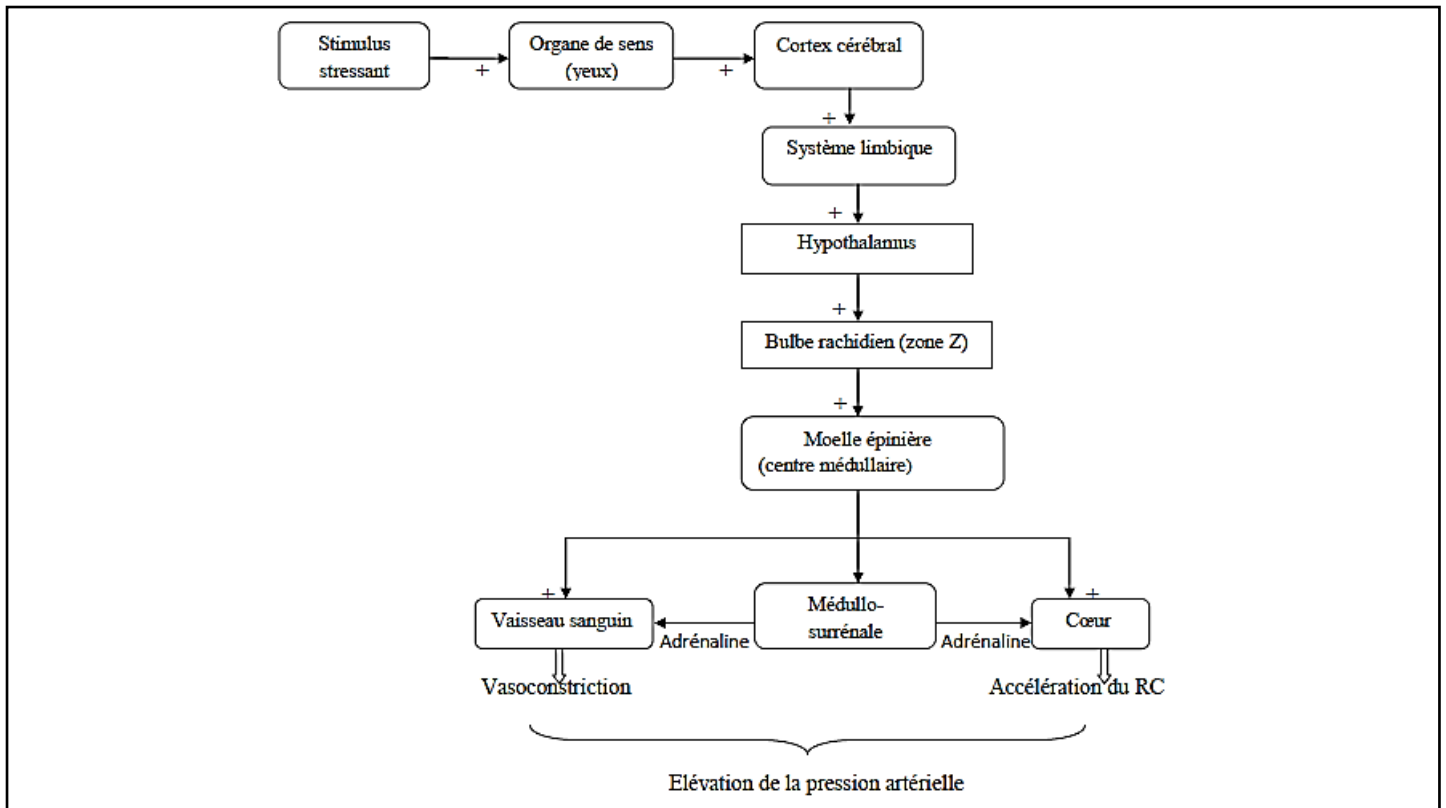 Stimulus
stressant
+
Organe de sens
(yeux)
+
Cortex cérébral
+
Système limbique
+
Hypothalamus
+
Bulbe rachidien (zone Z)
+
Moelle épinière
(centre médullaire)
+
Vaisseau sanguin
Adrénaline
Médullo-
surrénale
Adrénaline
+
Cœur
Vasoconstriction
Accélération du RC
Elévation de la pression artérielle